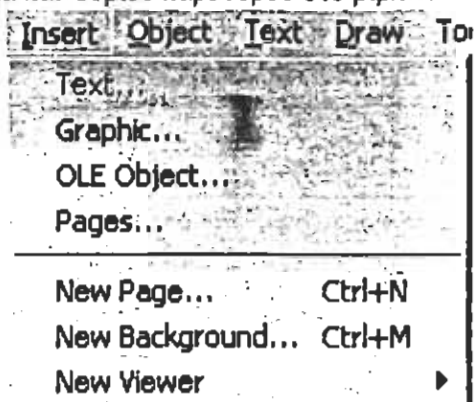 Insert Object Text Draw
Text...
Graphic...
OLE Object...
Pages...
New Page... Ctrl+N
New Background... Ctrl+M
New Viewer